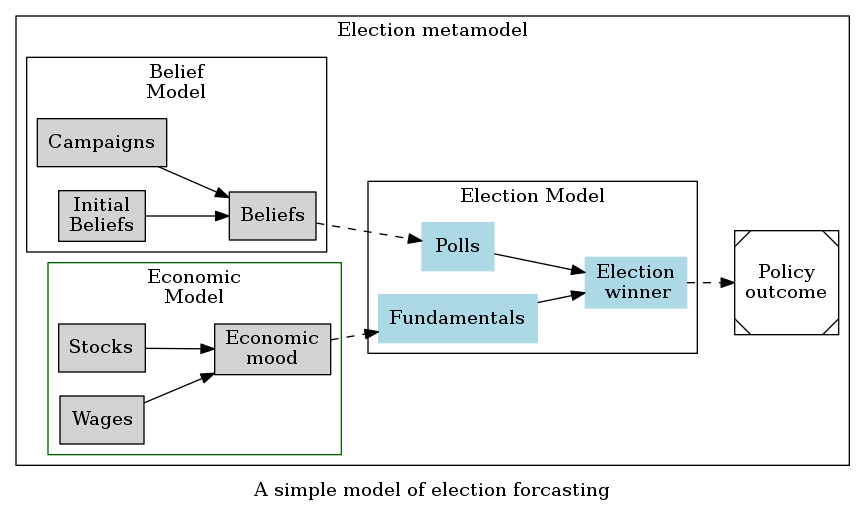 Election metamodel
Belief
Model
Campaigns
Initial
Beliefs
Beliefs
Economic
Model
Stocks
Wages
Economic
mood
Election Model
Polls
Fundamentals
Election
winner
Policy
outcome
A simple model of election forcasting